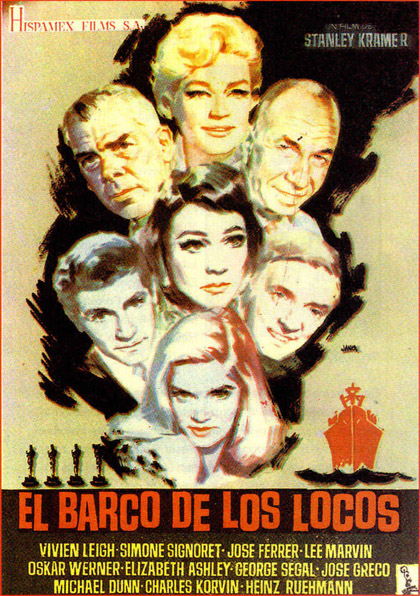 HISPAMEX FILMS S.A.
UN FILM DE
STANLEY KRAMER
JANO
EL BARCO DE LOS LOCOS
VIVIEN LEIGH·SIMONE SIGNORET·JOSE FERRER·LEE MARVIN
OSKAR WERNER·ELIZABETH ASHLEY·GEORGE SEGAL·JOSE GRECO
MICHAEL DUNN·CHARLES KORVIN·HEINZ RUEHMANN